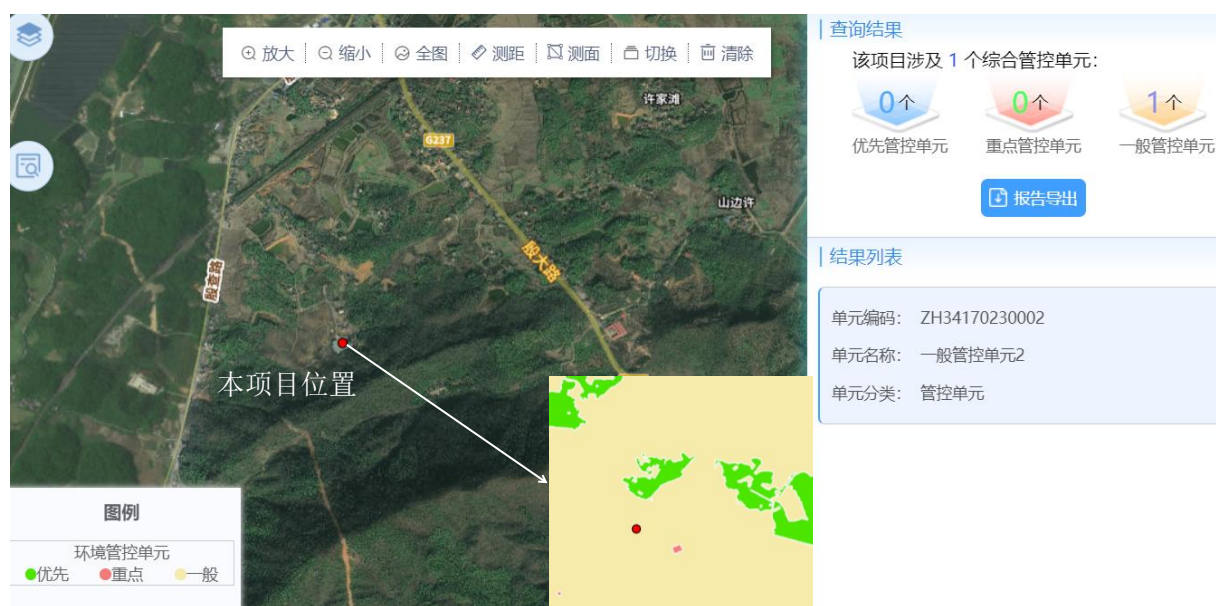 放大 缩小 全图 测距 测面 切换 清除
许家滩
G237
山边许
殷大路
殷查路
本项目位置
图例
环境管控单元
优先 重点 一般
查询结果
该项目涉及 1 个综合管控单元：
0个 0个 1个
优先管控单元 重点管控单元 一般管控单元
报告导出
结果列表
单元编码： ZH34170230002
单元名称： 一般管控单元2
单元分类： 管控单元